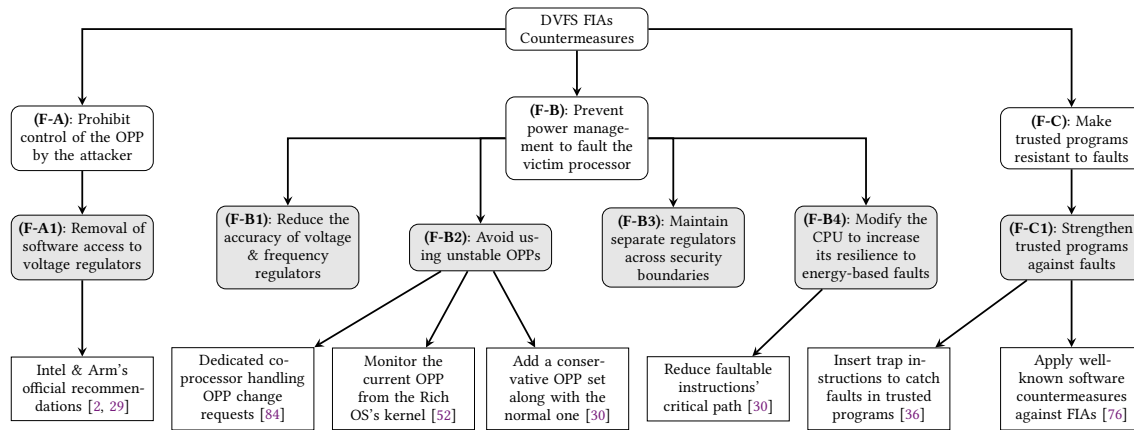 DVFS FIAs
Countermeasures
(F-A): Prohibit
control of the OPP
by the attacker
(F-B): Prevent
power manage-
ment to fault the
victim processor
(F-C): Make
trusted programs
resistant to faults
(F-A1): Removal of
software access to
voltage regulators
(F-B1): Reduce the
accuracy of voltage
& frequency
regulators
(F-B2): Avoid us-
ing unstable OPPs
(F-B3): Maintain
separate regulators
across security
boundaries
(F-B4): Modify the
CPU to increase
its resilience to
energy-based faults
(F-C1): Strengthen
trusted programs
against faults
Intel & Arm's
official recommen-
dations [2, 29]
Dedicated co-
processor handling
OPP change
requests [84]
Monitor the
current OPP
from the Rich
OS's kernel [52]
Add a conser-
vative OPP set
along with the
normal one [30]
Reduce faultable
instructions'
critical path [30]
Insert trap in-
structions to catch
faults in trusted
programs [36]
Apply well-
known software
countermeasures
against FIAs [76]